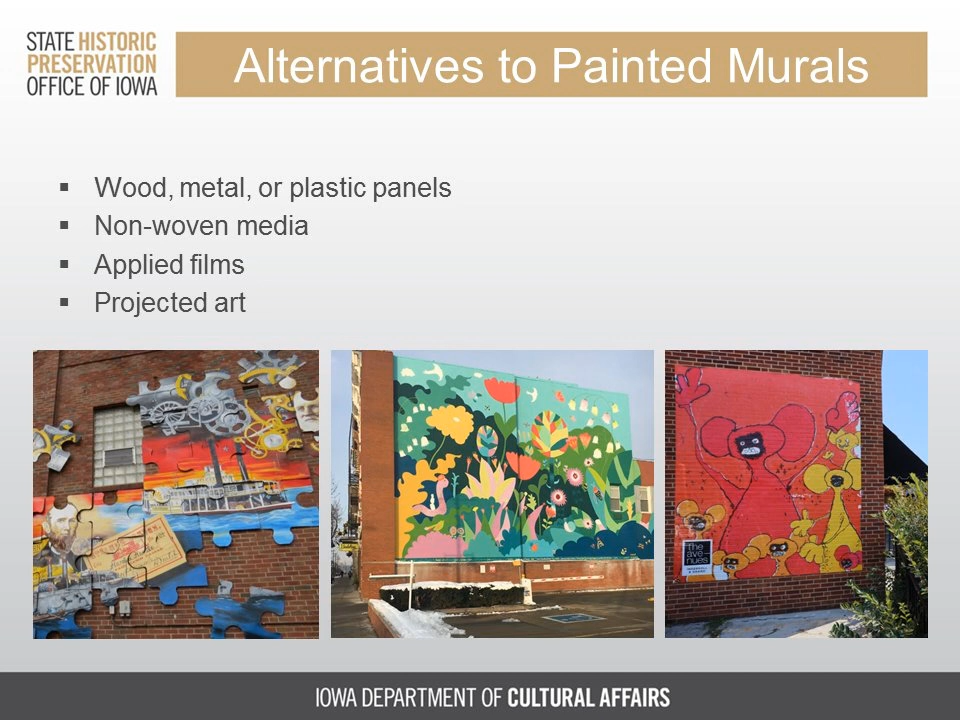 STATE HISTORIC
PRESERVATION
OFFICE OF IOWA
Alternatives to Painted Murals
▪ Wood, metal, or plastic panels
▪ Non-woven media
▪ Applied films
▪ Projected art
The
ave
nues
IOWA DEPARTMENT OF CULTURAL AFFAIRS